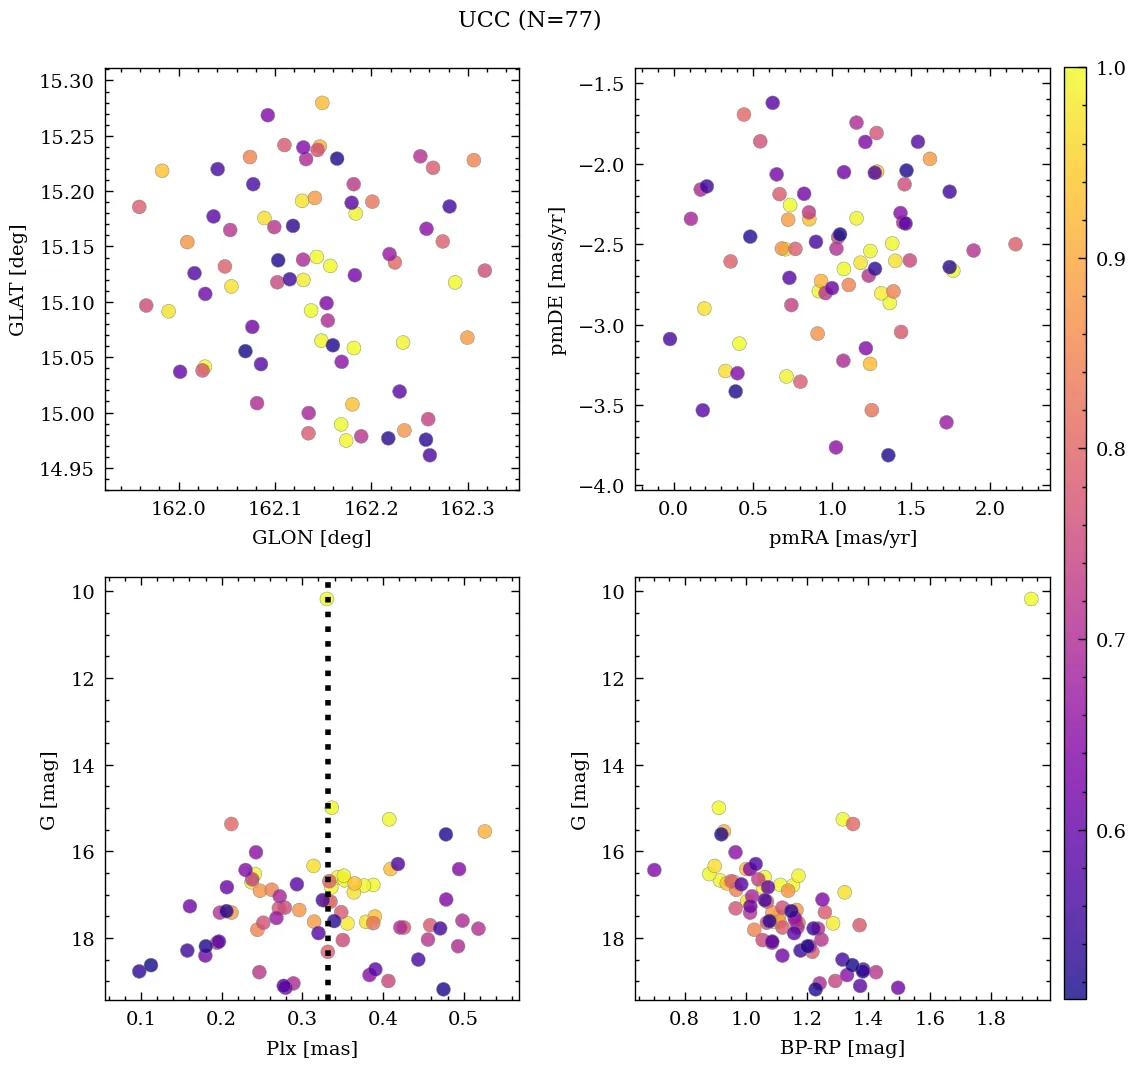 UCC (N=77)
15.30
15.25
15.20
15.15
15.10
15.05
15.00
14.95
GLAT [deg]
162.0 162.1 162.2 162.3
GLON [deg]
−1.5
−2.0
−2.5
−3.0
−3.5
−4.0
pmDE [mas/yr]
0.0 0.5 1.0 1.5 2.0
pmRA [mas/yr]
10
12
14
16
18
G [mag]
0.1 0.2 0.3 0.4 0.5
Plx [mas]
10
12
14
16
18
G [mag]
0.8 1.0 1.2 1.4 1.6 1.8
BP-RP [mag]
1.0
0.9
0.8
0.7
0.6